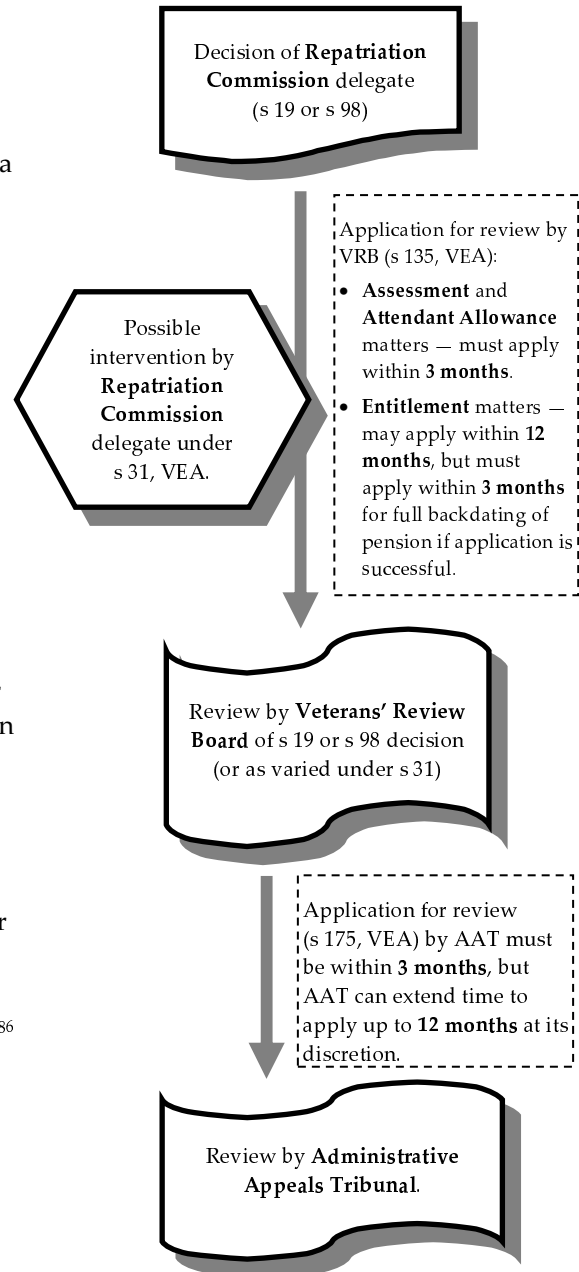 Decision of Repatriation
Commission delegate
(s 19 or s 98)
a
Application for review by
VRB (s 135, VEA):
• Assessment and
Attendant Allowance
matters — must apply
within 3 months.
• Entitlement matters —
may apply within 12
months, but must
apply within 3 months
for full backdating of
pension if application is
successful.
Possible
intervention by
Repatriation
Commission
delegate under
s 31, VEA.
n
Review by Veterans’ Review
Board of s 19 or s 98 decision
(or as varied under s 31)
r
Application for review
(s 175, VEA) by AAT must
be within 3 months, but
AAT can extend time to
apply up to 12 months at its
discretion.
86
Review by Administrative
Appeals Tribunal.